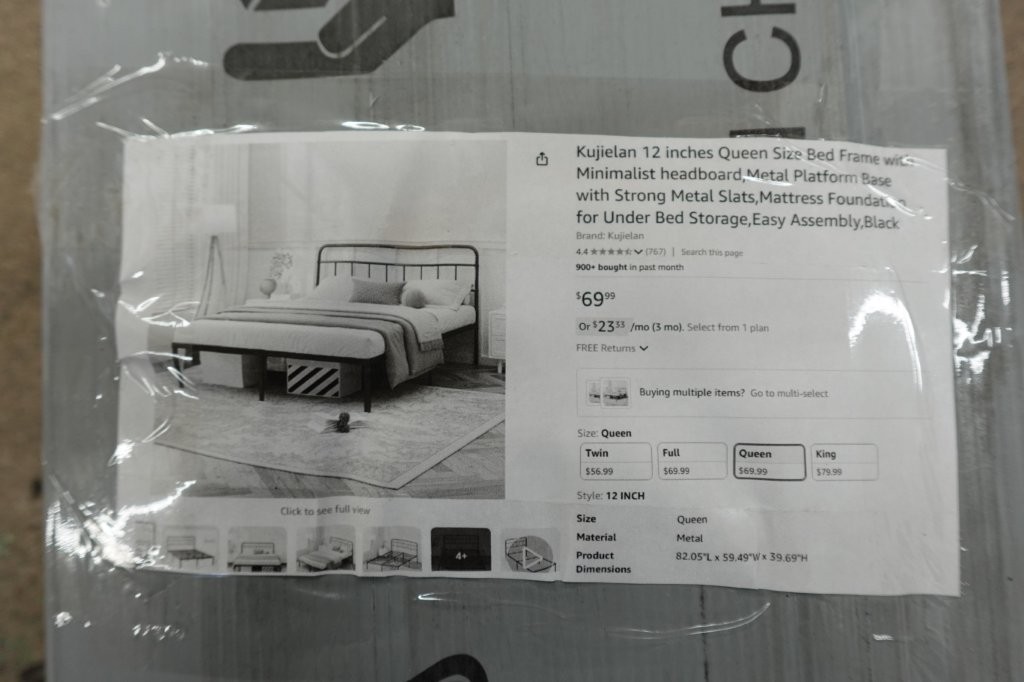 CH
Kujielan 12 inches Queen Size Bed Frame with
Minimalist headboard,Metal Platform Base
with Strong Metal Slats,Mattress Foundation
for Under Bed Storage,Easy Assembly,Black
Brand: Kujielan
4.4 (767) | Search this page
900+ bought in past month
$69.99
Or $23.33 /mo (3 mo). Select from 1 plan
FREE Returns
Buying multiple items? Go to multi-select
Size: Queen
Twin Full Queen King
$56.99 $69.99 $69.99 $79.99
Style: 12 INCH
Click to see full view
4+
Size Queen
Material Metal
Product 82.05"L x 59.49"W x 39.69"H
Dimensions